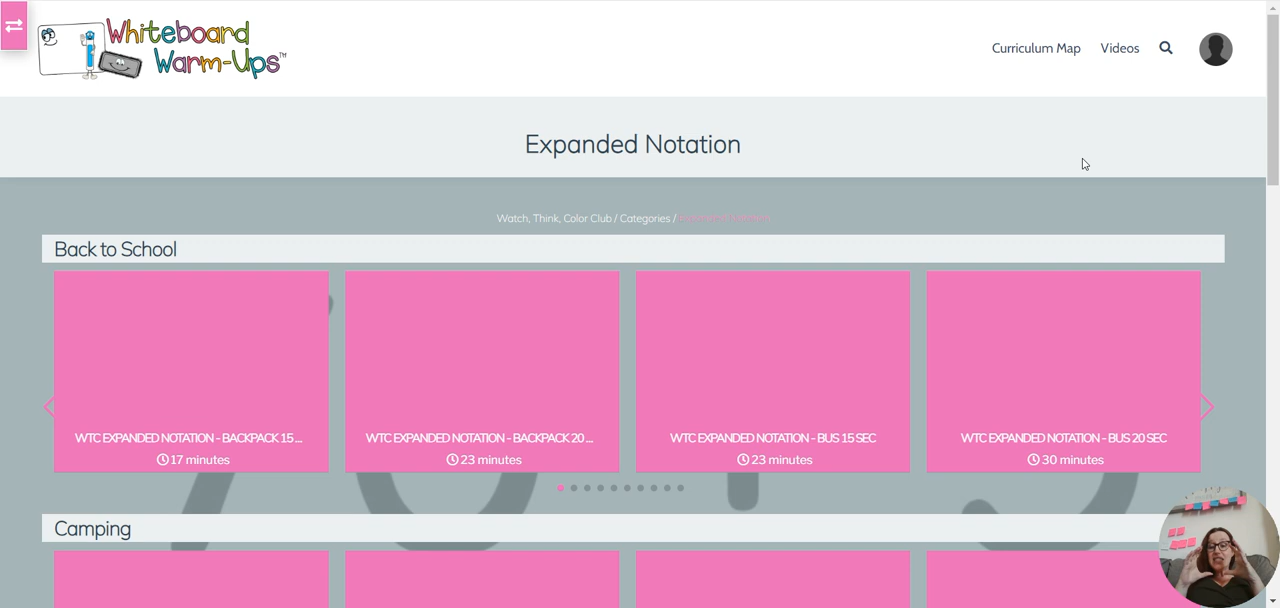 Whiteboard
Warm-Ups™
Curriculum Map Videos
Expanded Notation
Watch, Think, Color Club / Categories /
Back to School
WTC EXPANDED NOTATION - BACKPACK 15 ...
17 minutes
WTC EXPANDED NOTATION - BACKPACK 20 ...
23 minutes
WTC EXPANDED NOTATION - BUS 15 SEC
23 minutes
WTC EXPANDED NOTATION - BUS 20 SEC
30 minutes
Camping